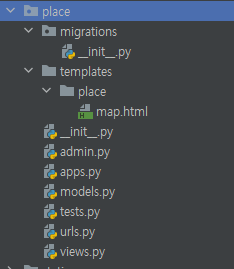 place
migrations
__init__.py
templates
place
map.html
__init__.py
admin.py
apps.py
models.py
tests.py
urls.py
views.py